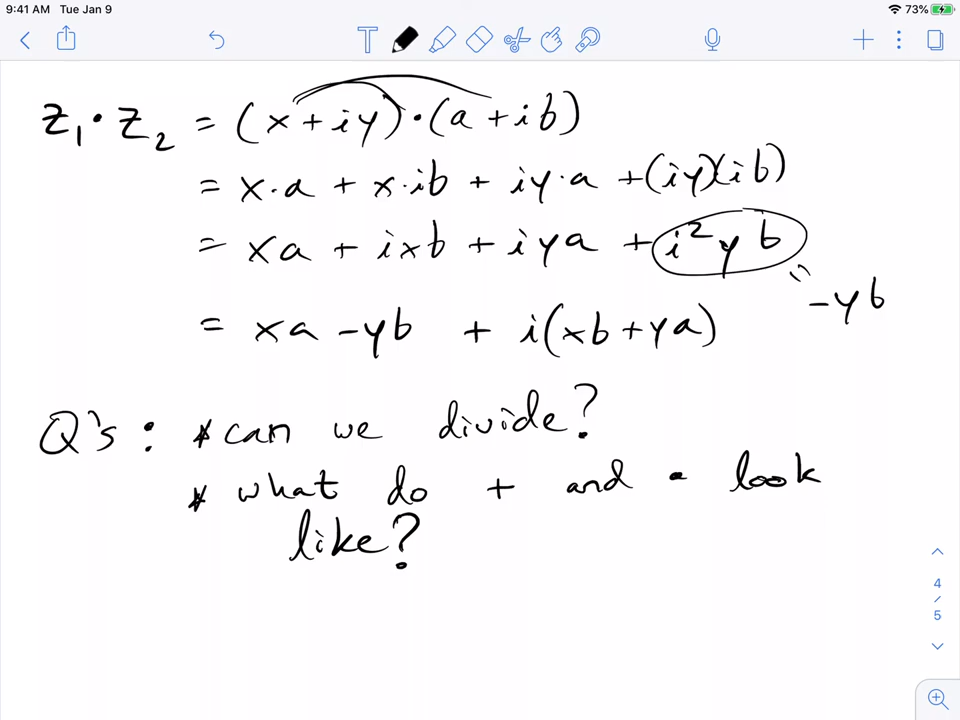 9:41 AM Tue Jan 9
73%
T
z₁ · z₂ = (x + iy) · (a + ib)
= x·a + x·ib + iy·a + (iy)(ib)
= xa + ixb + iya + i²yb
= -yb
= xa - yb + i(xb + ya)
Q's : * can we divide?
* what do + and · look
like?
4
/
5